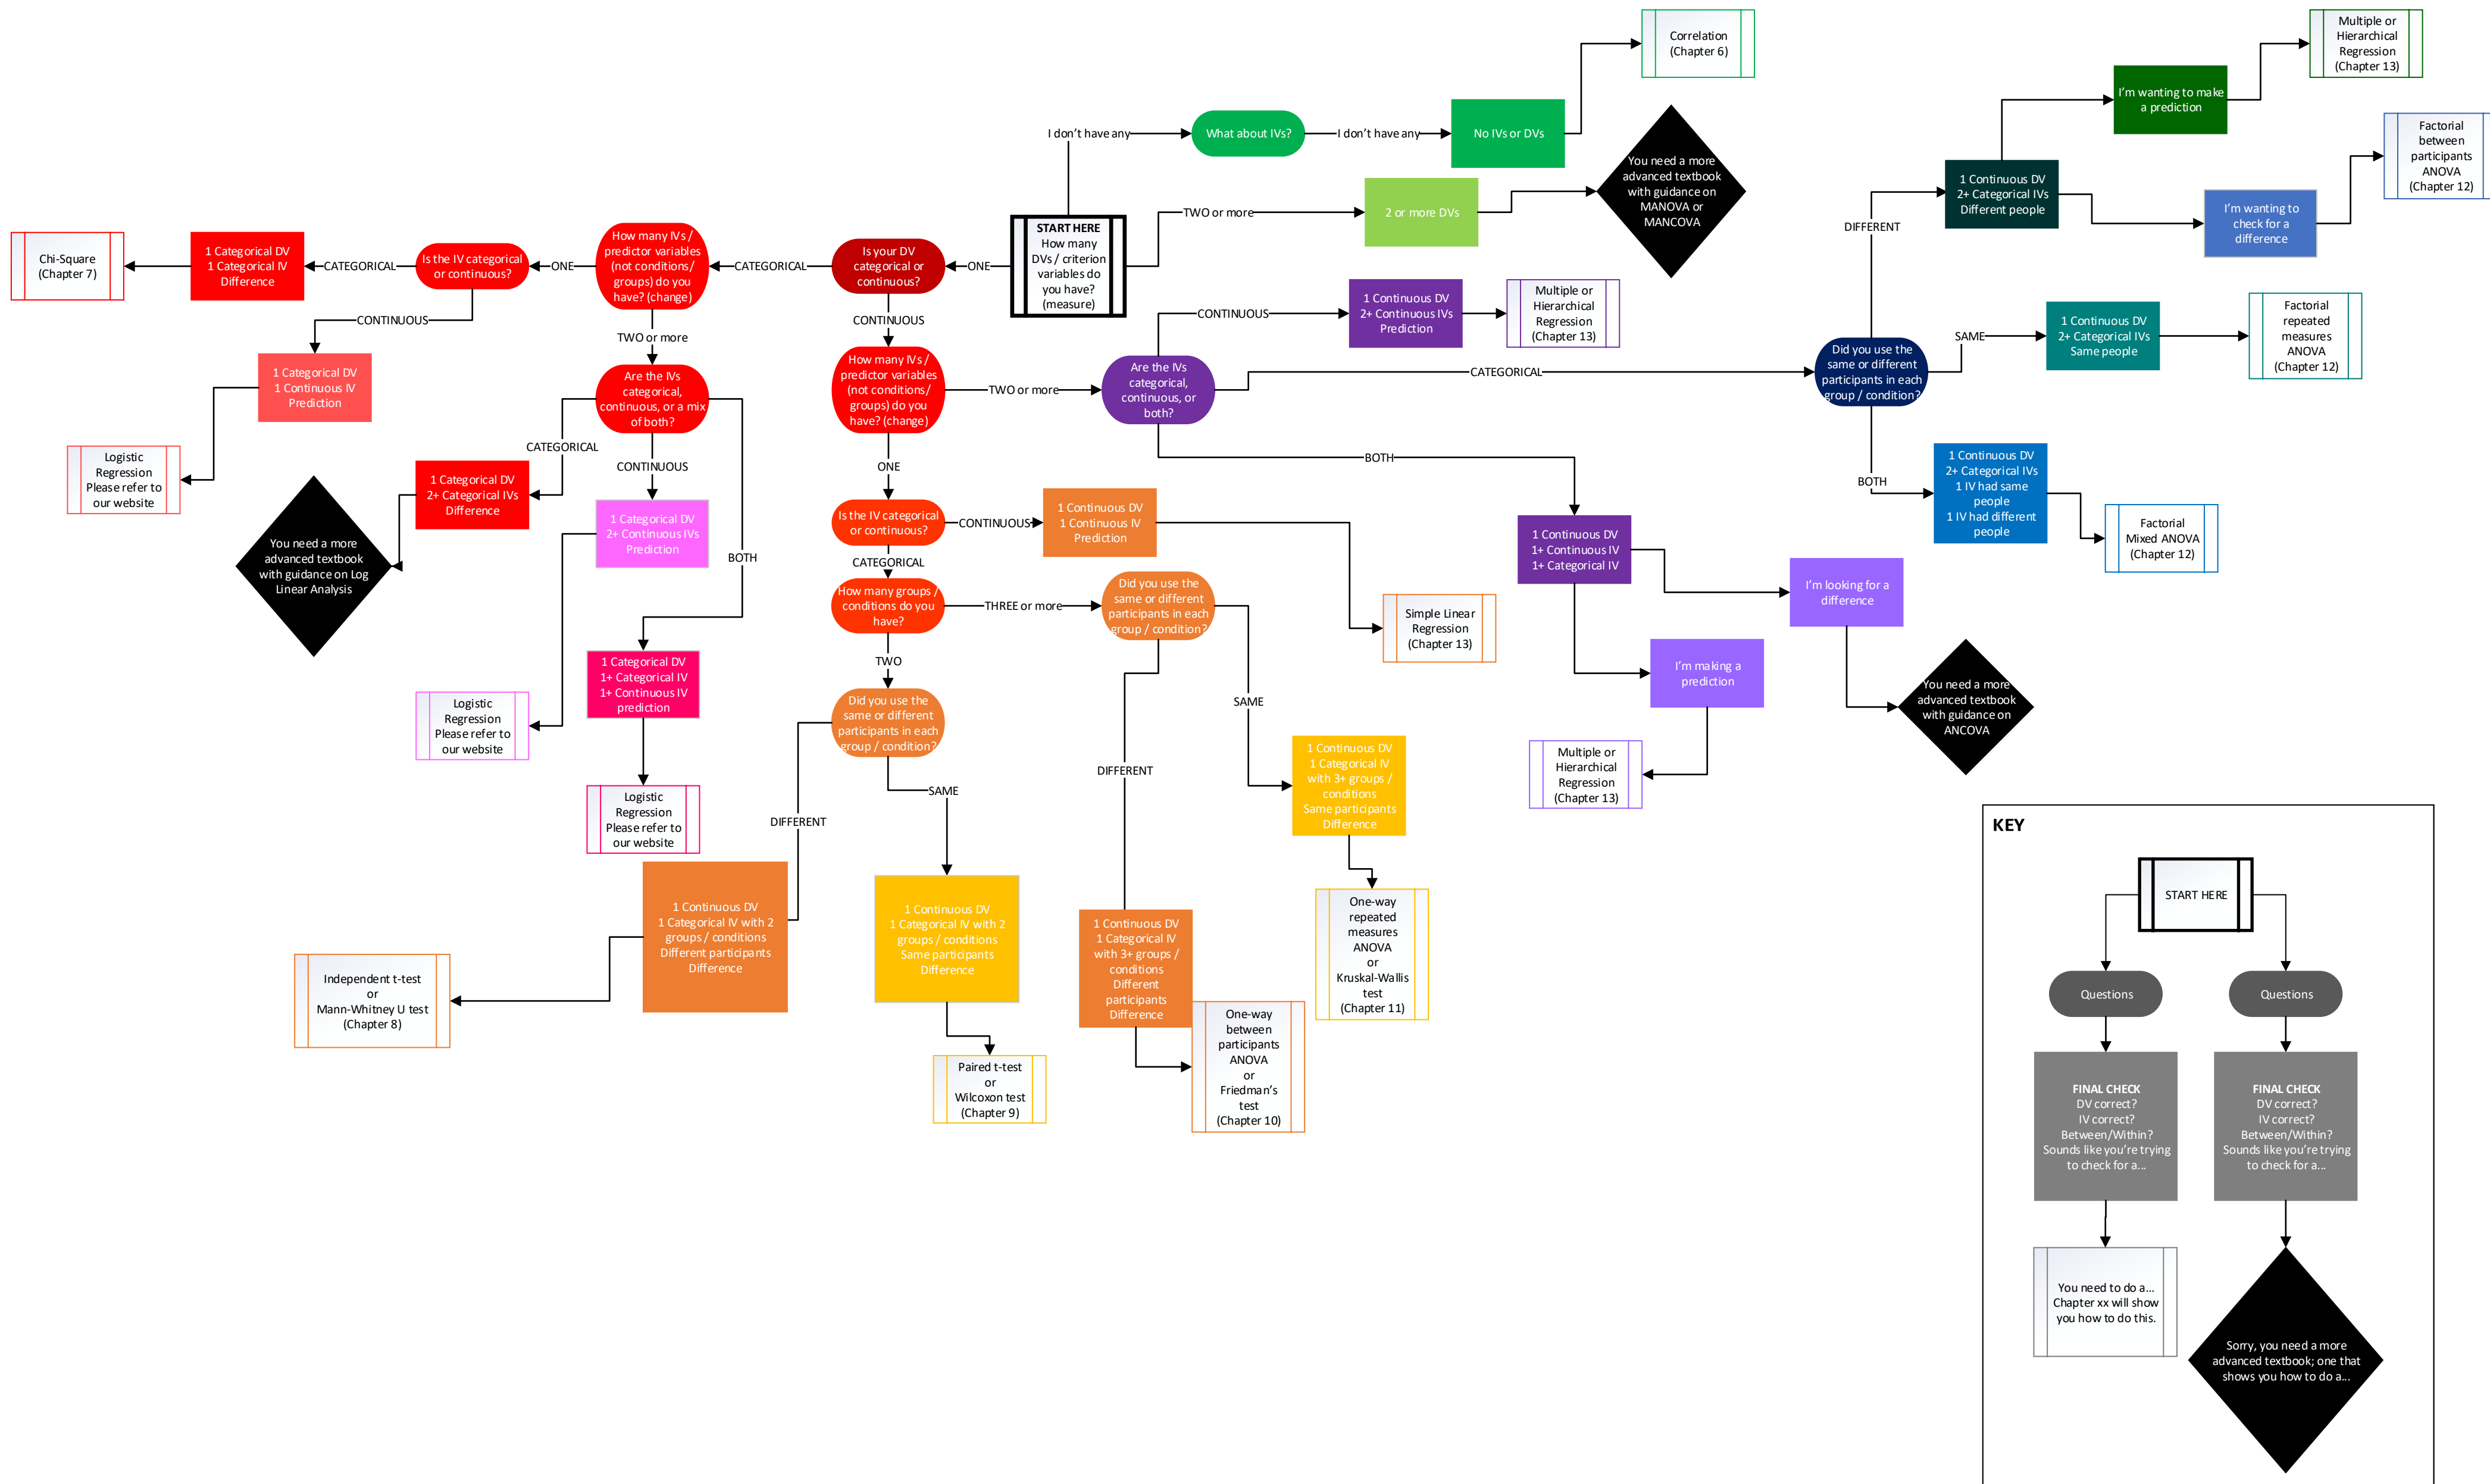 START HERE
How many
DVs / criterion
variables do
you have?
(measure)
I don't have any
What about IVs?
I don't have any
No IVs or DVs
Correlation
(Chapter 6)
TWO or more
2 or more DVs
You need a more
advanced textbook
with guidance on
MANOVA or
MANCOVA
ONE
Is your DV
categorical or
continuous?
CATEGORICAL
How many IVs /
predictor variables
(not conditions/
groups) do you
have? (change)
ONE
Is the IV categorical
or continuous?
CATEGORICAL
1 Categorical DV
1 Categorical IV
Difference
Chi-Square
(Chapter 7)
CONTINUOUS
1 Categorical DV
1 Continuous IV
Prediction
Logistic
Regression
Please refer to
our website
TWO or more
Are the IVs
categorical,
continuous, or a mix
of both?
CATEGORICAL
1 Categorical DV
2+ Categorical IVs
Difference
You need a more
advanced textbook
with guidance on Log
Linear Analysis
CONTINUOUS
1 Categorical DV
2+ Continuous IVs
Prediction
Logistic
Regression
Please refer to
our website
BOTH
1 Categorical DV
1+ Categorical IV
1+ Continuous IV
prediction
Logistic
Regression
Please refer to
our website
CONTINUOUS
How many IVs /
predictor variables
(not conditions/
groups) do you
have? (change)
TWO or more
Are the IVs
categorical,
continuous, or
both?
CONTINUOUS
1 Continuous DV
2+ Continuous IVs
Prediction
Multiple or
Hierarchical
Regression
(Chapter 13)
CATEGORICAL
Did you use the
same or different
participants in each
group / condition?
DIFFERENT
1 Continuous DV
2+ Categorical IVs
Different people
I'm wanting to make
a prediction
Multiple or
Hierarchical
Regression
(Chapter 13)
I'm wanting to
check for a
difference
Factorial
between
participants
ANOVA
(Chapter 12)
SAME
1 Continuous DV
2+ Categorical IVs
Same people
Factorial
repeated
measures
ANOVA
(Chapter 12)
BOTH
1 Continuous DV
2+ Categorical IVs
1 IV had same
people
1 IV had different
people
Factorial
Mixed ANOVA
(Chapter 12)
BOTH
1 Continuous DV
1+ Continuous IV
1+ Categorical IV
I'm looking for a
difference
You need a more
advanced textbook
with guidance on
ANCOVA
I'm making a
prediction
Multiple or
Hierarchical
Regression
(Chapter 13)
ONE
Is the IV categorical
or continuous?
CONTINUOUS
1 Continuous DV
1 Continuous IV
Prediction
Simple Linear
Regression
(Chapter 13)
CATEGORICAL
How many groups /
conditions do you
have?
THREE or more
Did you use the
same or different
participants in each
group / condition?
SAME
1 Continuous DV
1 Categorical IV
with 3+ groups /
conditions
Same participants
Difference
One-way
repeated
measures
ANOVA
or
Kruskal-Wallis
test
(Chapter 11)
DIFFERENT
1 Continuous DV
1 Categorical IV
with 3+ groups /
conditions
Different
participants
Difference
One-way
between
participants
ANOVA
or
Friedman's
test
(Chapter 10)
TWO
Did you use the
same or different
participants in each
group / condition?
SAME
1 Continuous DV
1 Categorical IV with 2
groups / conditions
Same participants
Difference
Paired t-test
or
Wilcoxon test
(Chapter 9)
DIFFERENT
1 Continuous DV
1 Categorical IV with 2
groups / conditions
Different participants
Difference
Independent t-test
or
Mann-Whitney U test
(Chapter 8)
KEY
START HERE
Questions
Questions
FINAL CHECK
DV correct?
IV correct?
Between/Within?
Sounds like you're trying
to check for a...
FINAL CHECK
DV correct?
IV correct?
Between/Within?
Sounds like you're trying
to check for a...
You need to do a...
Chapter xx will show
you how to do this.
Sorry, you need a more
advanced textbook; one that
shows you how to do a...